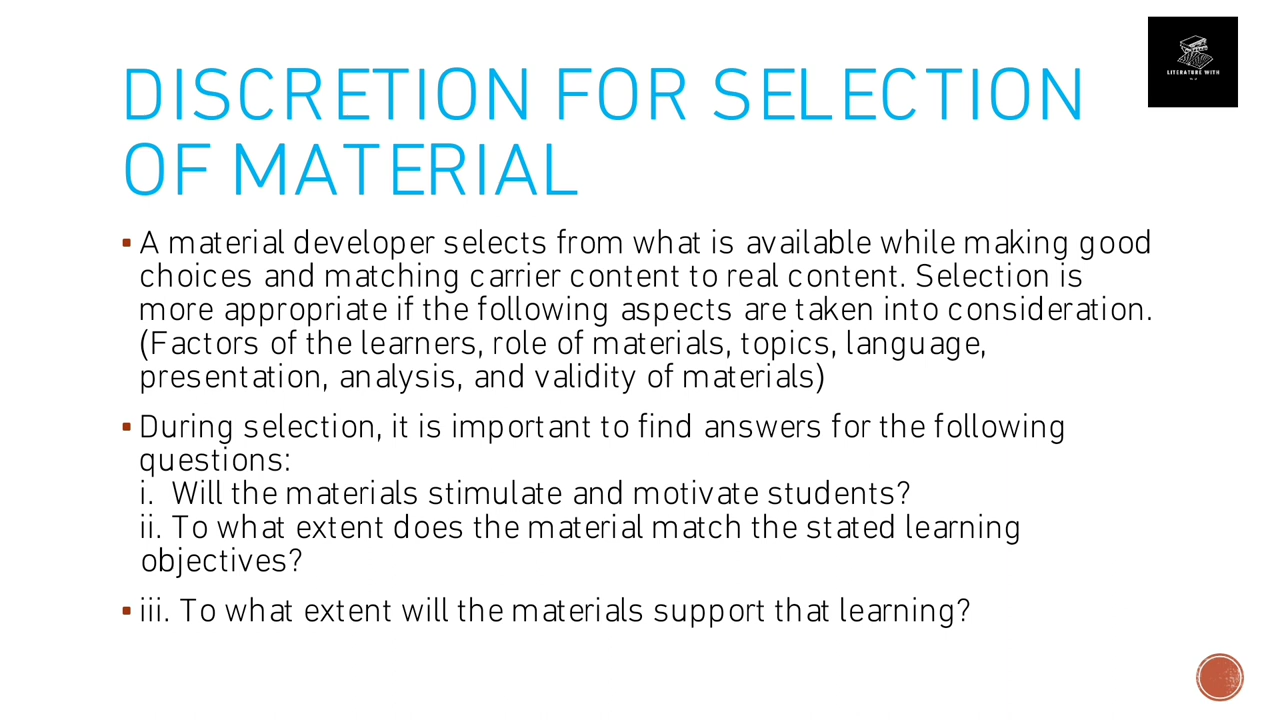 DISCRETION FOR SELECTION
OF MATERIAL
LITERATURE WITH
▪ A material developer selects from what is available while making good
choices and matching carrier content to real content. Selection is
more appropriate if the following aspects are taken into consideration.
(Factors of the learners, role of materials, topics, language,
presentation, analysis, and validity of materials)
▪ During selection, it is important to find answers for the following
questions:
i. Will the materials stimulate and motivate students?
ii. To what extent does the material match the stated learning
objectives?
▪ iii. To what extent will the materials support that learning?